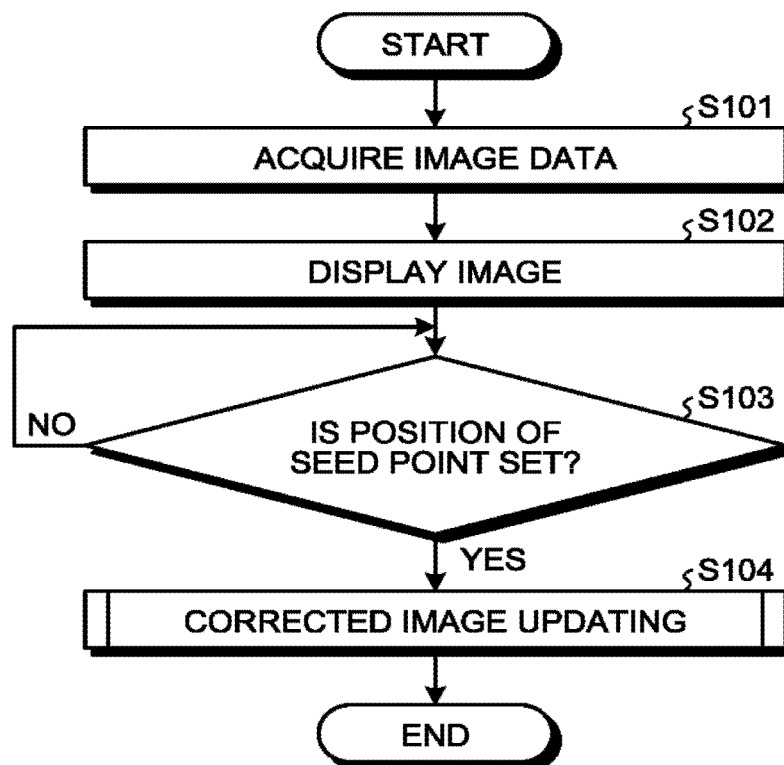 START
S101
ACQUIRE IMAGE DATA
S102
DISPLAY IMAGE
S103
NO
IS POSITION OF
SEED POINT SET?
YES
S104
CORRECTED IMAGE UPDATING
END